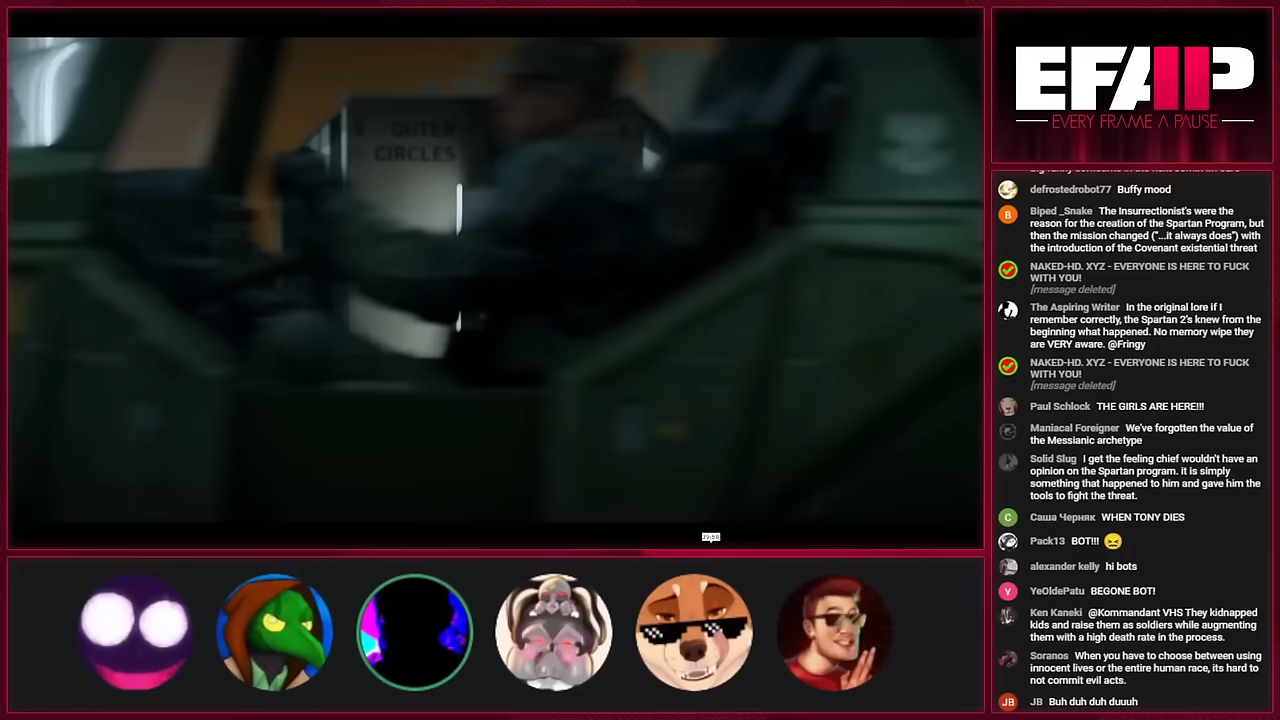 OUTER
CIRCLES
EFAP
EVERY FRAME A PAUSE
defrostedrobot77 Buffy mood
Biped _Snake The Insurrectionist's were the
reason for the creation of the Spartan Program, but
then the mission changed ("...it always does") with
the introduction of the Covenant existential threat
NAKED-HD. XYZ - EVERYONE IS HERE TO FUCK
WITH YOU!
[message deleted]
The Aspiring Writer In the original lore if I
remember correctly, the Spartan 2's knew from the
beginning what happened. No memory wipe they
are VERY aware. @Fringy
NAKED-HD. XYZ - EVERYONE IS HERE TO FUCK
WITH YOU!
[message deleted]
Paul Schlock THE GIRLS ARE HERE!!!
Maniacal Foreigner We've forgotten the value of
the Messianic archetype
Solid Slug I get the feeling chief wouldn't have an
opinion on the Spartan program. it is simply
something that happened to him and gave him the
tools to fight the threat.
Саша Черняк WHEN TONY DIES
Pack13 BOT!!! 😖
alexander kelly hi bots
YeOldePatu BEGONE BOT!
Ken Kaneki @Kommandant VHS They kidnapped
kids and raise them as soldiers while augmenting
them with a high death rate in the process.
Soranos When you have to choose between using
innocent lives or the entire human race, its hard to
not commit evil acts.
JB Buh duh duh duuuh